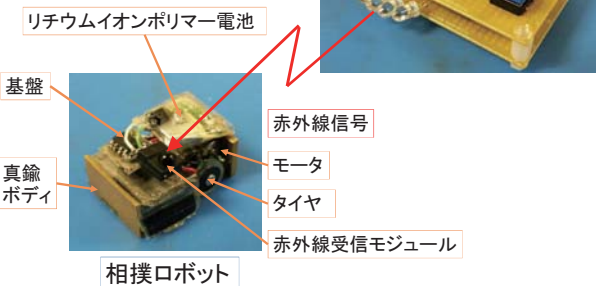 リチウムイオンポリマー電池
基盤
赤外線信号
真鍮
ボディ
モータ
タイヤ
赤外線受信モジュール
相撲ロボット